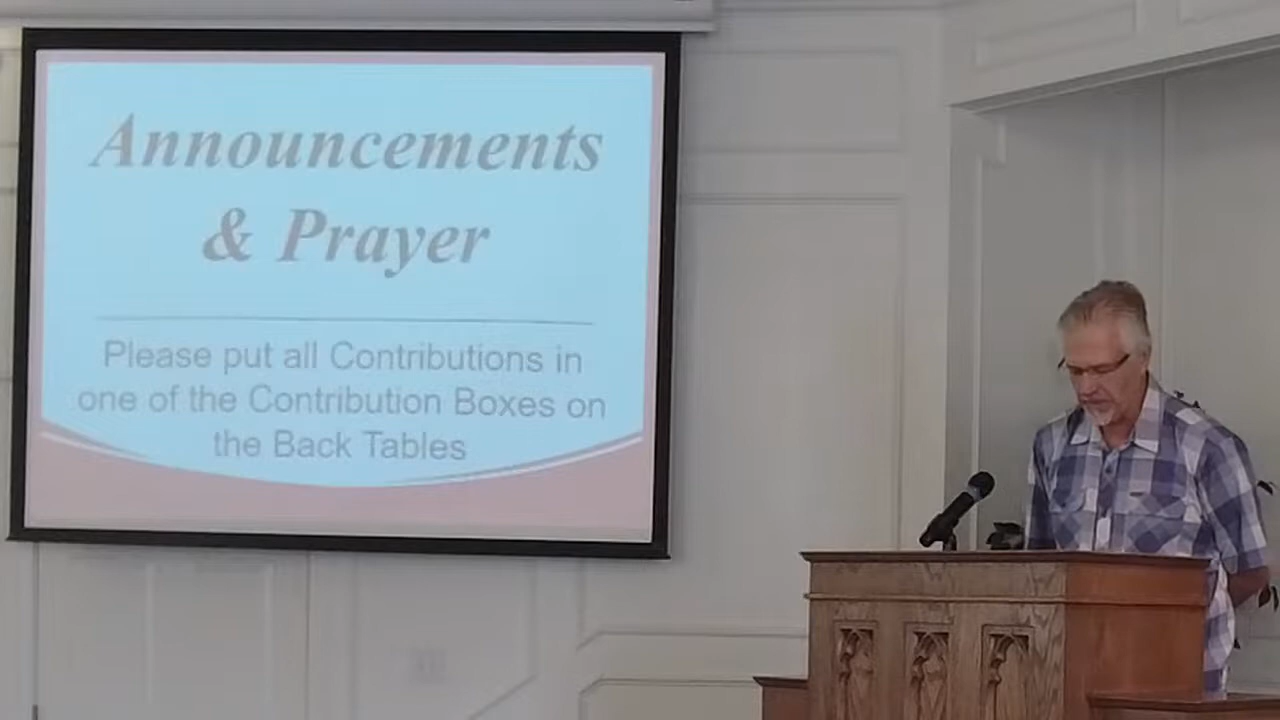 Announcements
& Prayer
Please put all Contributions in
one of the Contribution Boxes on
the Back Tables